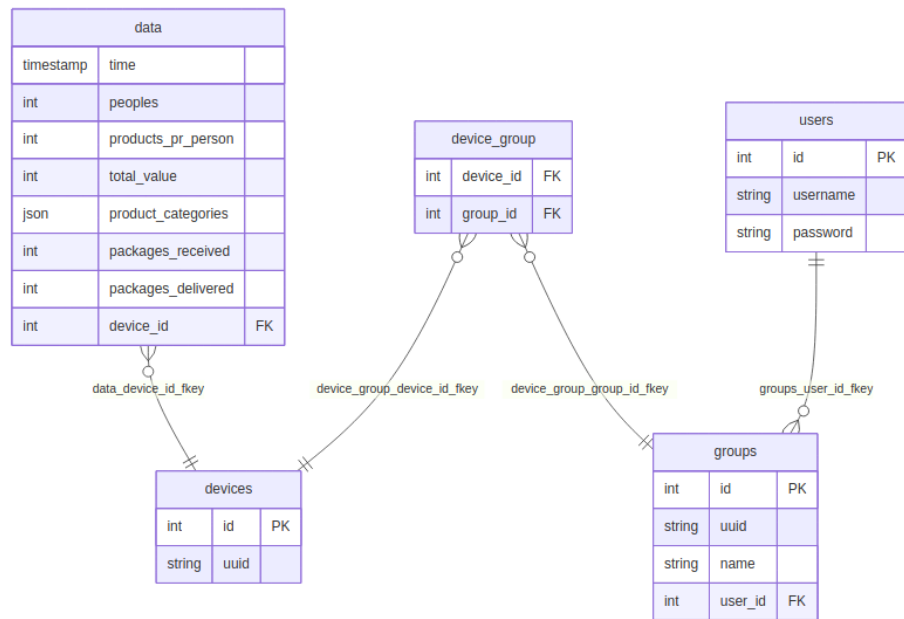 data
timestamp time
int peoples
int products_pr_person
int total_value
json product_categories
int packages_received
int packages_delivered
int device_id FK
device_group
int device_id FK
int group_id FK
users
int id PK
string username
string password
data_device_id_fkey
device_group_device_id_fkey
device_group_group_id_fkey
groups_user_id_fkey
devices
int id PK
string uuid
groups
int id PK
string uuid
string name
int user_id FK